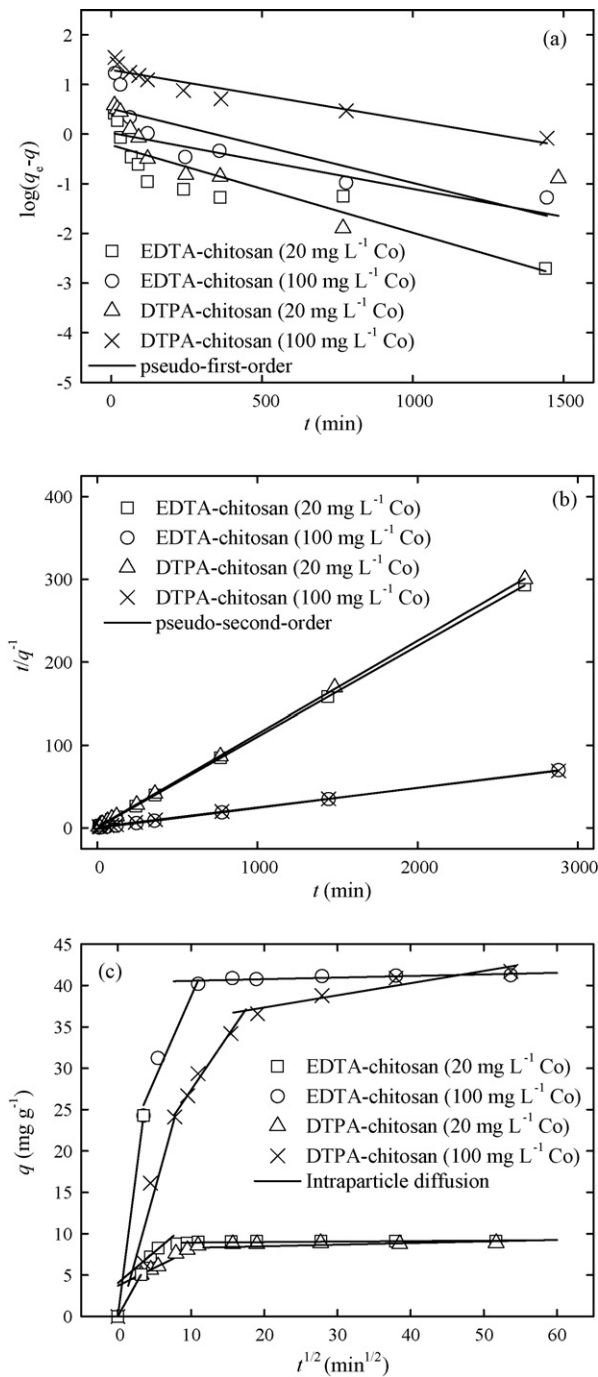 (a)
2
1
0
-1
-2
-3
-4
-5
log(qₑ-q)
EDTA-chitosan (20 mg L⁻¹ Co)
EDTA-chitosan (100 mg L⁻¹ Co)
DTPA-chitosan (20 mg L⁻¹ Co)
DTPA-chitosan (100 mg L⁻¹ Co)
pseudo-first-order
0 500 1000 1500
t (min)
(b)
400
300
200
100
0
t/q⁻¹
EDTA-chitosan (20 mg L⁻¹ Co)
EDTA-chitosan (100 mg L⁻¹ Co)
DTPA-chitosan (20 mg L⁻¹ Co)
DTPA-chitosan (100 mg L⁻¹ Co)
pseudo-second-order
0 1000 2000 3000
t (min)
(c)
45
40
35
30
25
20
15
10
5
0
q (mg g⁻¹)
EDTA-chitosan (20 mg L⁻¹ Co)
EDTA-chitosan (100 mg L⁻¹ Co)
DTPA-chitosan (20 mg L⁻¹ Co)
DTPA-chitosan (100 mg L⁻¹ Co)
Intraparticle diffusion
0 10 20 30 40 50 60
t¹ᐟ² (min¹ᐟ²)